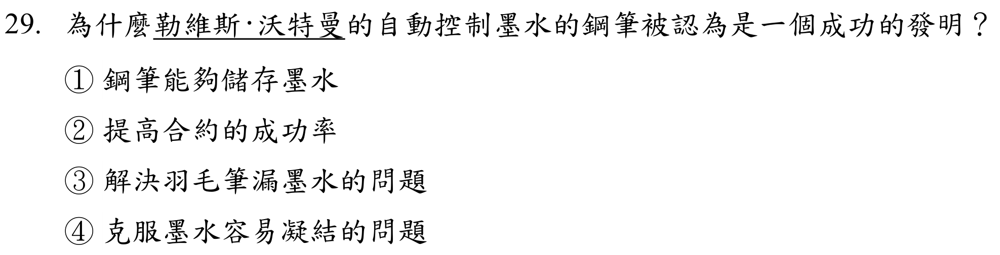 29. 為什麼勒維斯·沃特曼的自動控制墨水的鋼筆被認為是一個成功的發明？
① 鋼筆能夠儲存墨水
② 提高合約的成功率
③ 解決羽毛筆漏墨水的問題
④ 克服墨水容易凝結的問題